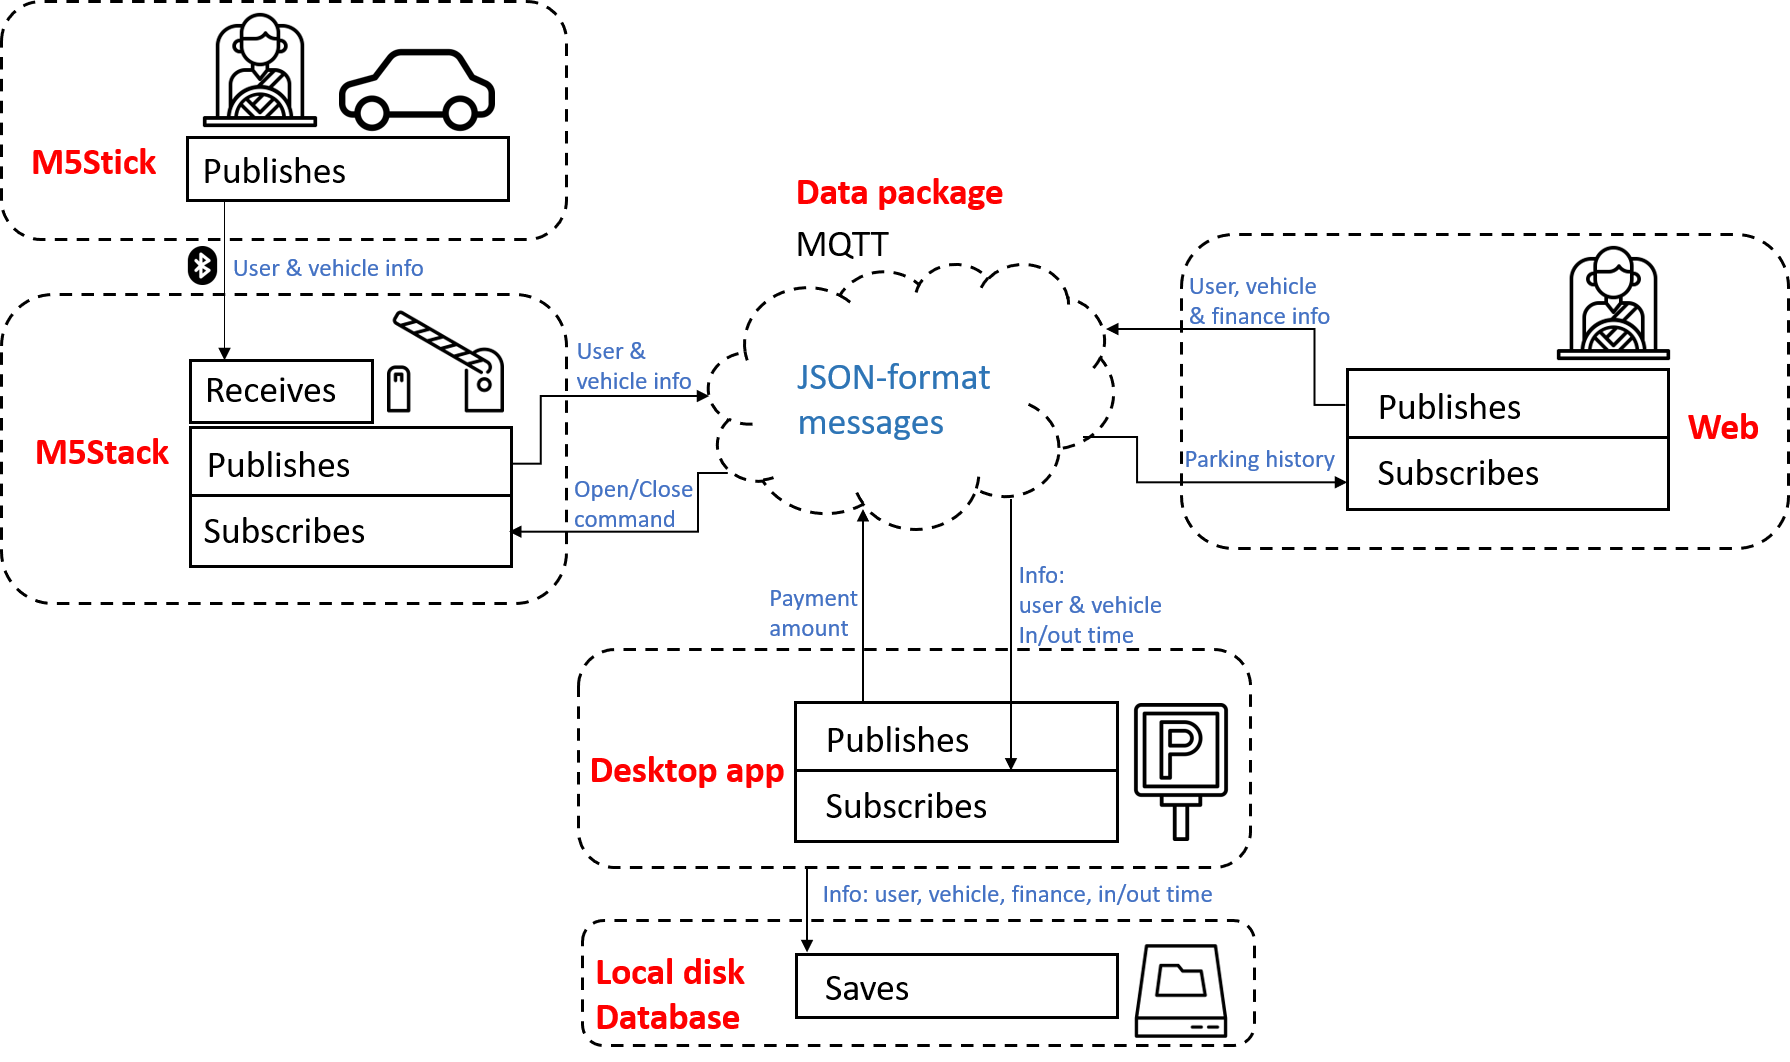 M5Stick
Publishes
User & vehicle info
Receives
M5Stack
Publishes
Subscribes
User &
vehicle info
Open/Close
command
Data package
MQTT
JSON-format
messages
User, vehicle
& finance info
Parking history
Publishes
Subscribes
Web
Payment
amount
Info:
user & vehicle
In/out time
Desktop app
Publishes
Subscribes
P
Info: user, vehicle, finance, in/out time
Local disk
Database
Saves